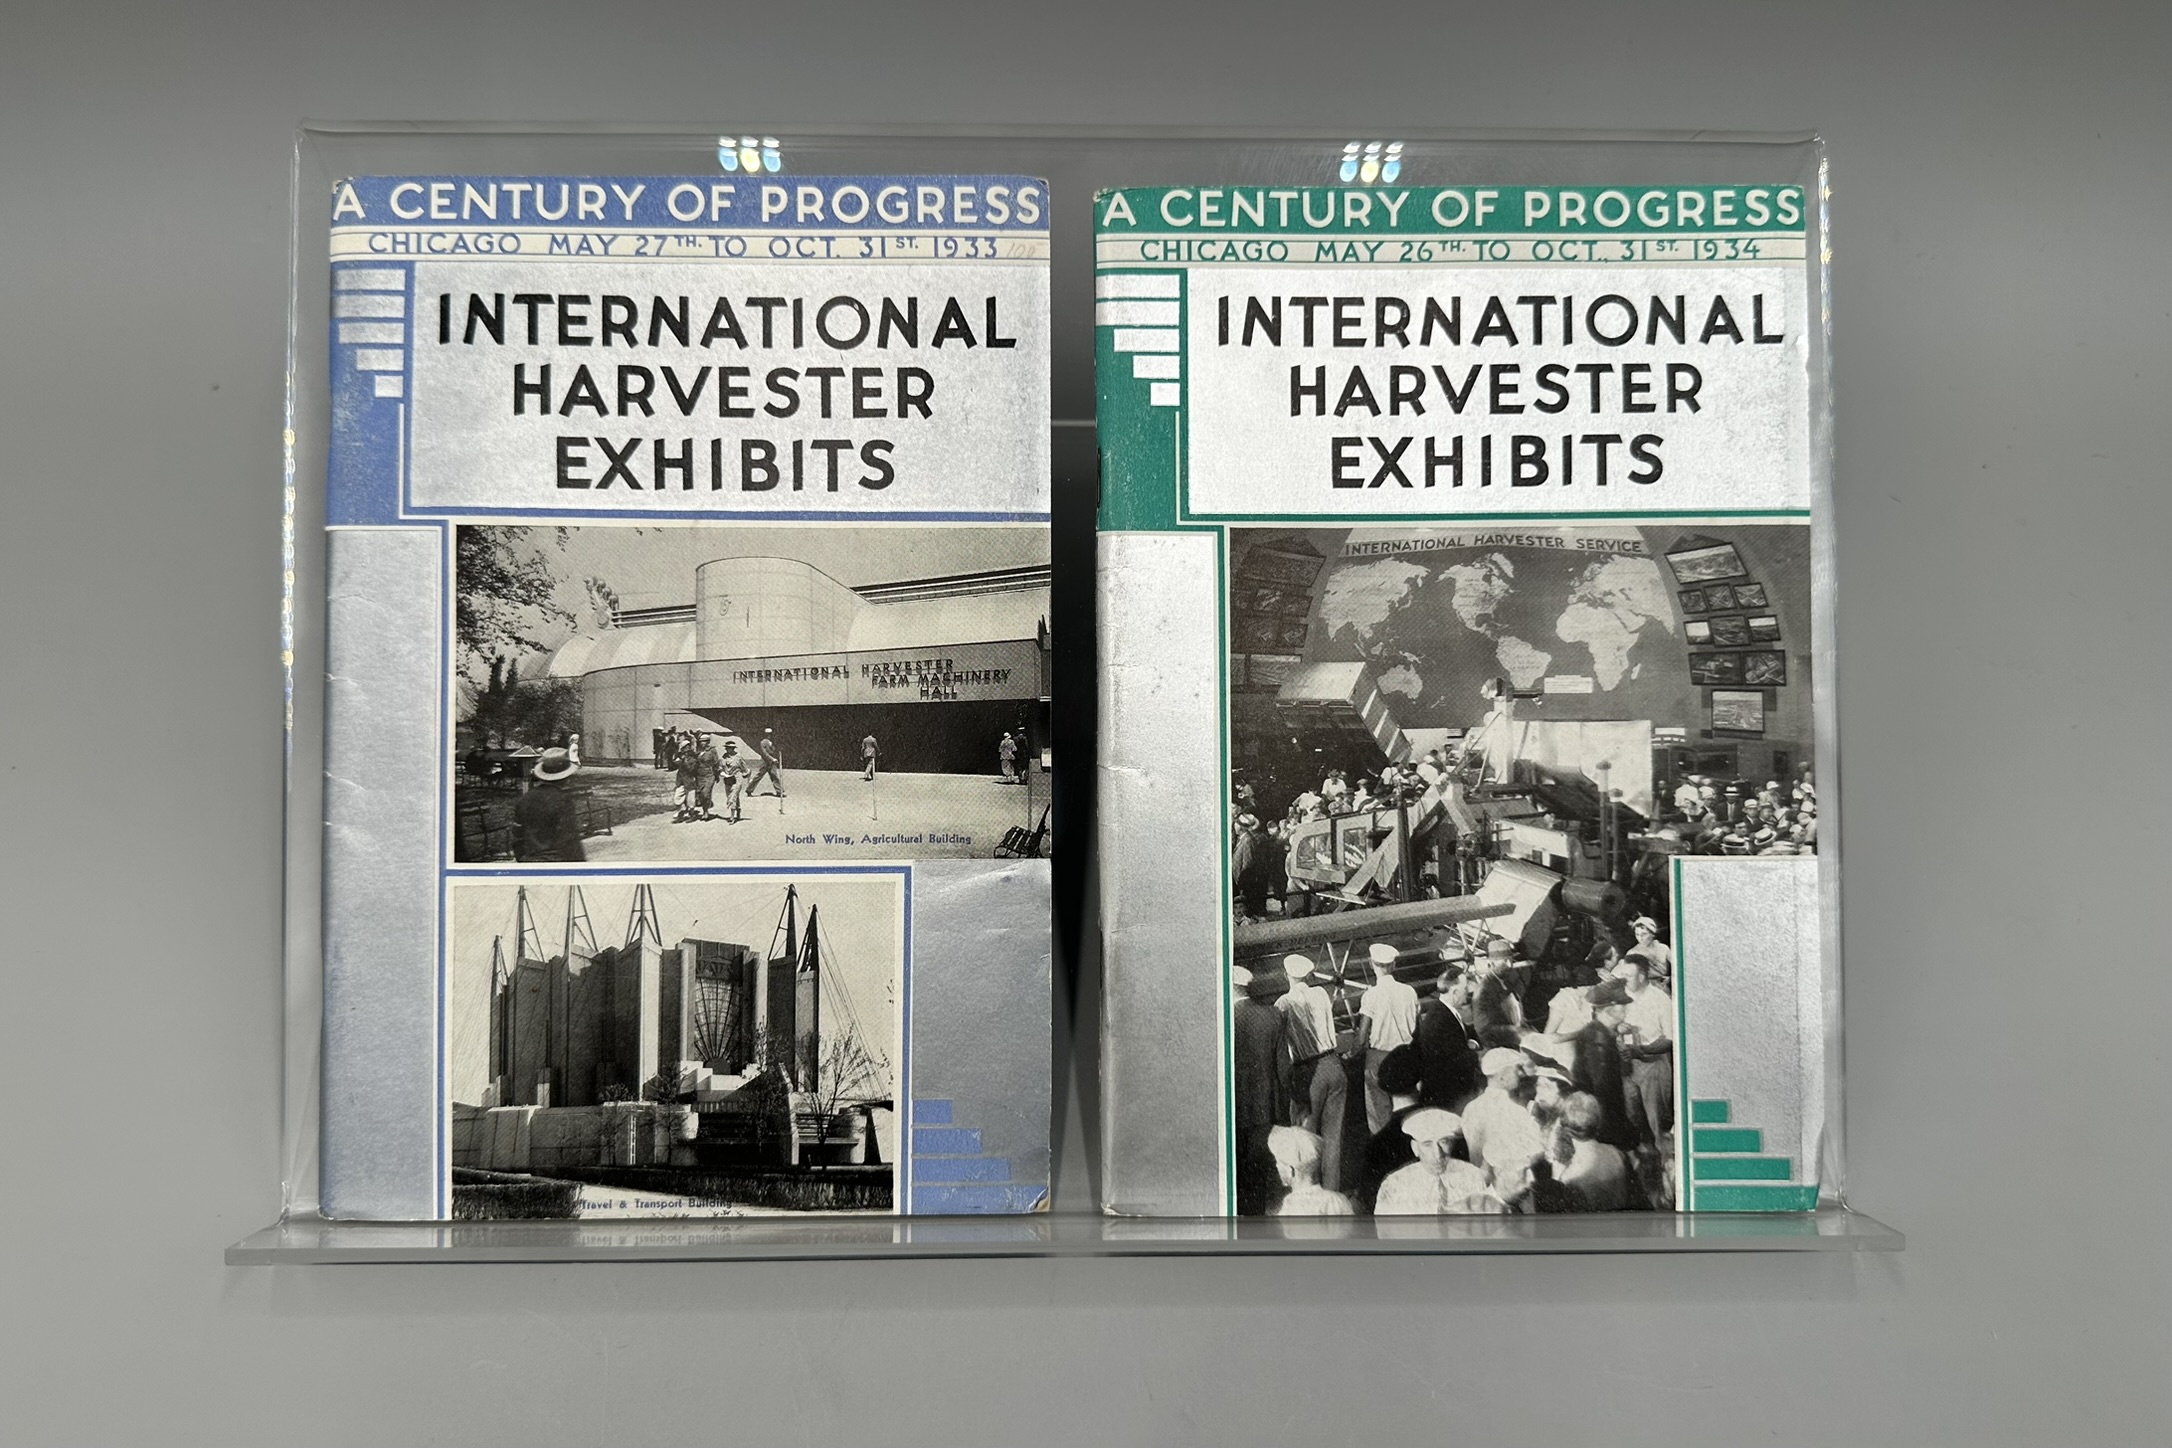 A CENTURY OF PROGRESS
CHICAGO MAY 27TH. TO OCT. 31ST. 1933
INTERNATIONAL
HARVESTER
EXHIBITS
INTERNATIONAL HARVESTER
FARM MACHINERY
HALL
North Wing, Agricultural Building
Travel & Transport Building
A CENTURY OF PROGRESS
CHICAGO MAY 26TH. TO OCT., 31ST. 1934
INTERNATIONAL
HARVESTER
EXHIBITS
INTERNATIONAL HARVESTER SERVICE